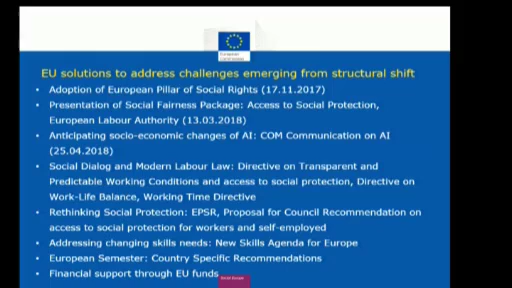 EU solutions to address challenges emerging from structural shift
• Adoption of European Pillar of Social Rights (17.11.2017)
• Presentation of Social Fairness Package: Access to Social Protection,
European Labour Authority (13.03.2018)
• Anticipating socio-economic changes of AI: COM Communication on AI
(25.04.2018)
• Social Dialog and Modern Labour Law: Directive on Transparent and
Predictable Working Conditions and access to social protection, Directive on
Work-Life Balance, Working Time Directive
• Rethinking Social Protection: EPSR, Proposal for Council Recommendation on
access to social protection for workers and self-employed
• Addressing changing skills needs: New Skills Agenda for Europe
• European Semester: Country Specific Recommendations
• Financial support through EU funds
Social Europe